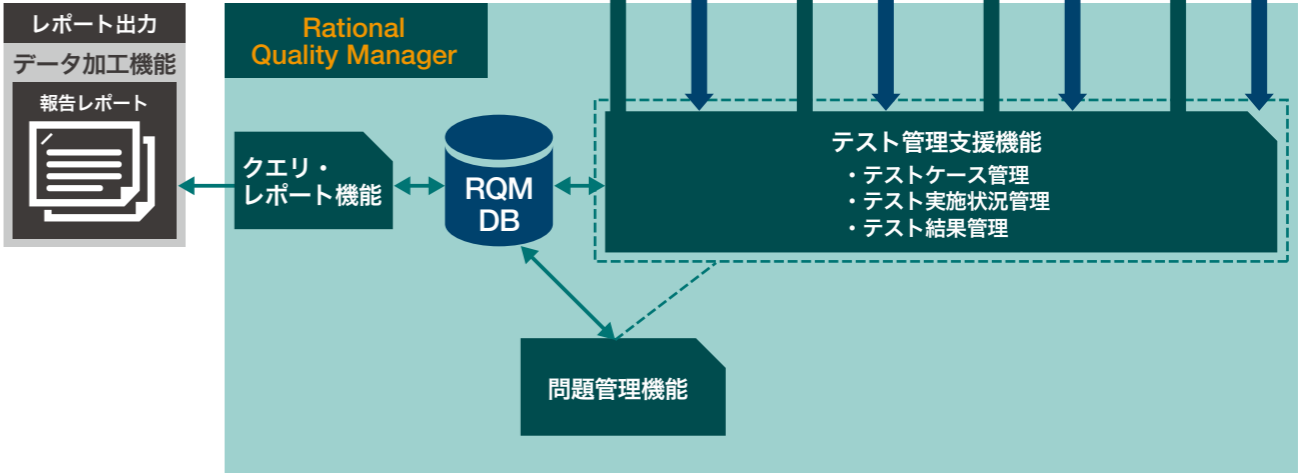 レポート出力
データ加工機能
報告レポート
Rational
Quality Manager
クエリ・
レポート機能
RQM
DB
テスト管理支援機能
・テストケース管理
・テスト実施状況管理
・テスト結果管理
問題管理機能